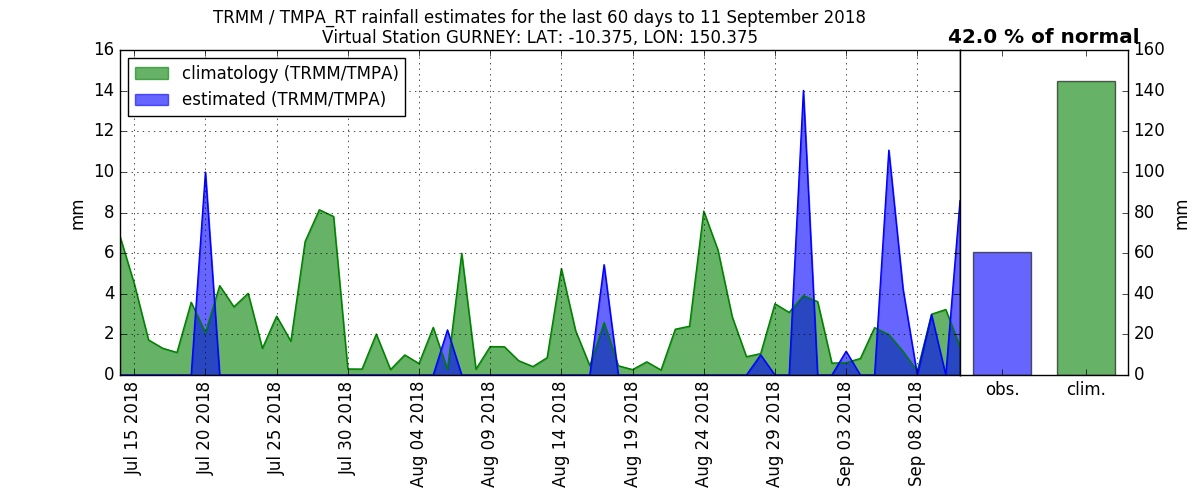 TRMM / TMPA_RT rainfall estimates for the last 60 days to 11 September 2018
Virtual Station GURNEY: LAT: -10.375, LON: 150.375
42.0 % of normal
climatology (TRMM/TMPA)
estimated (TRMM/TMPA)
16
14
12
10
8
6
4
2
0
mm
160
140
120
100
80
60
40
20
0
mm
Jul 15 2018
Jul 20 2018
Jul 25 2018
Jul 30 2018
Aug 04 2018
Aug 09 2018
Aug 14 2018
Aug 19 2018
Aug 24 2018
Aug 29 2018
Sep 03 2018
Sep 08 2018
obs.
clim.